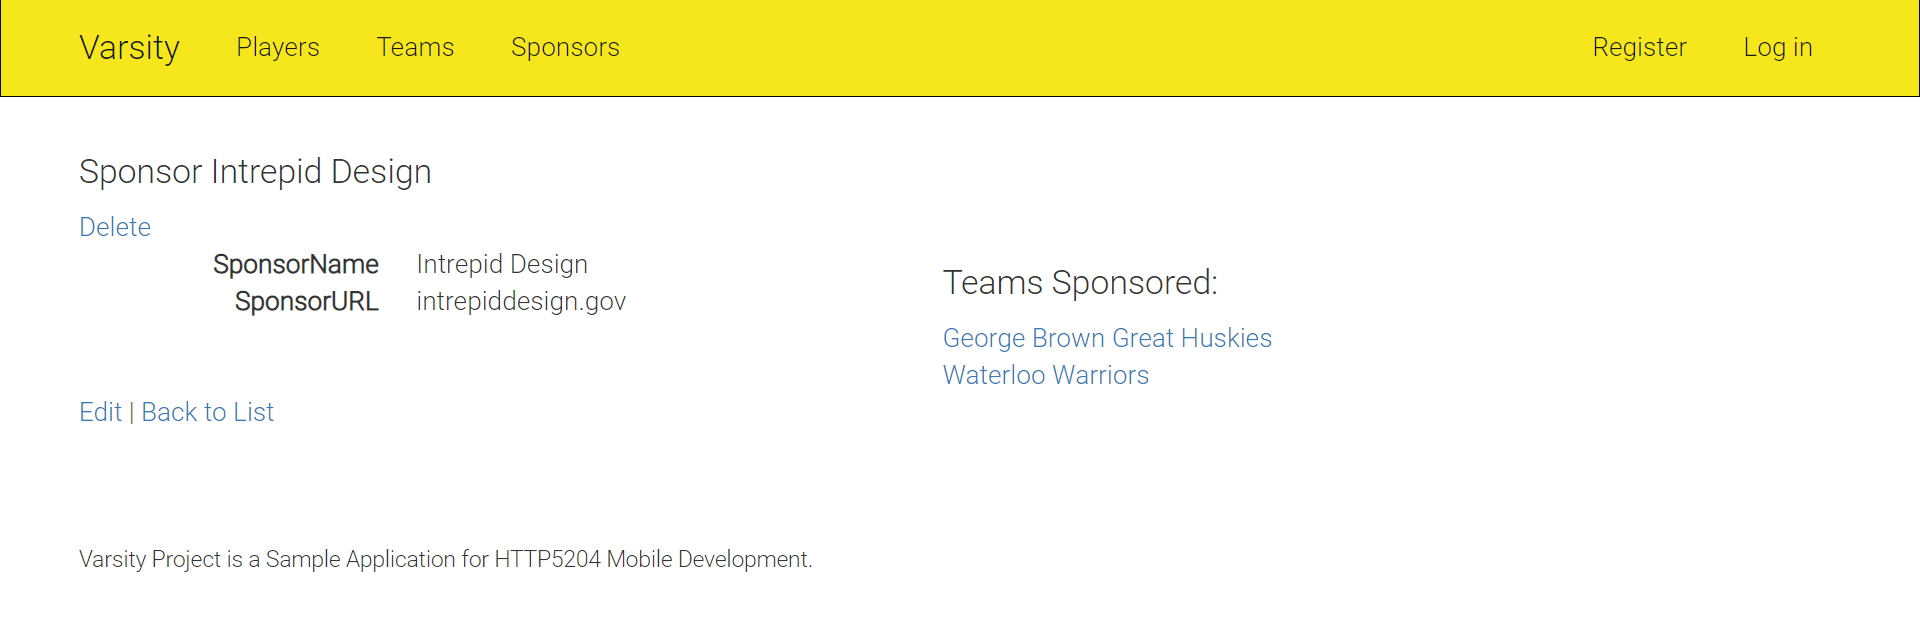 Varsity Players Teams Sponsors Register Log in
Sponsor Intrepid Design
Delete
SponsorName Intrepid Design
SponsorURL intrepiddesign.gov
Teams Sponsored:
George Brown Great Huskies
Waterloo Warriors
Edit | Back to List
Varsity Project is a Sample Application for HTTP5204 Mobile Development.